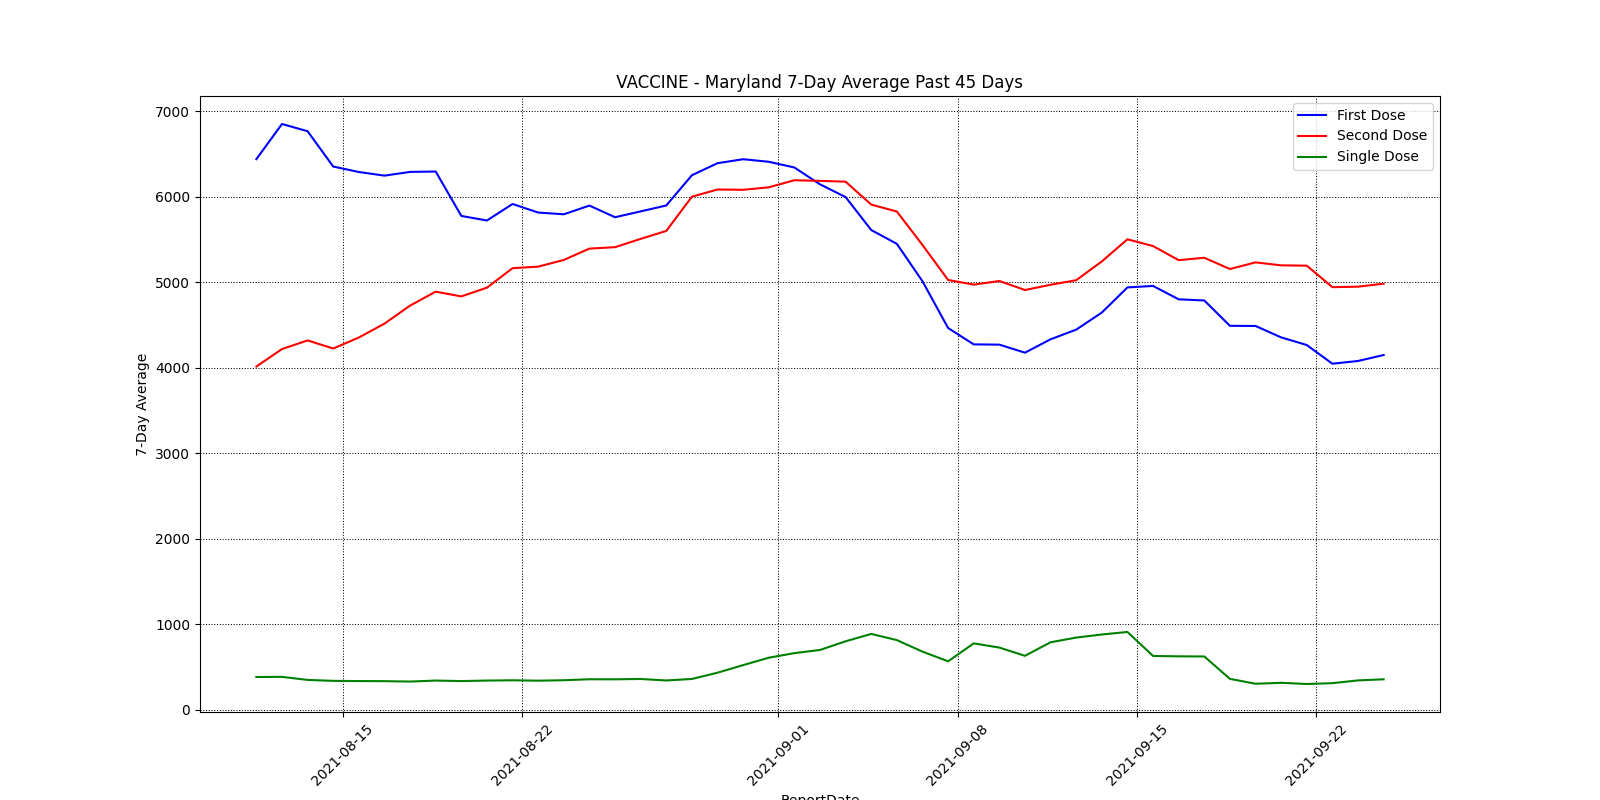 VACCINE - Maryland 7-Day Average Past 45 Days
7000
6000
5000
4000
3000
2000
1000
0
7-Day Average
First Dose
Second Dose
Single Dose
2021-08-15
2021-08-22
2021-09-01
2021-09-08
2021-09-15
2021-09-22
ReportDate